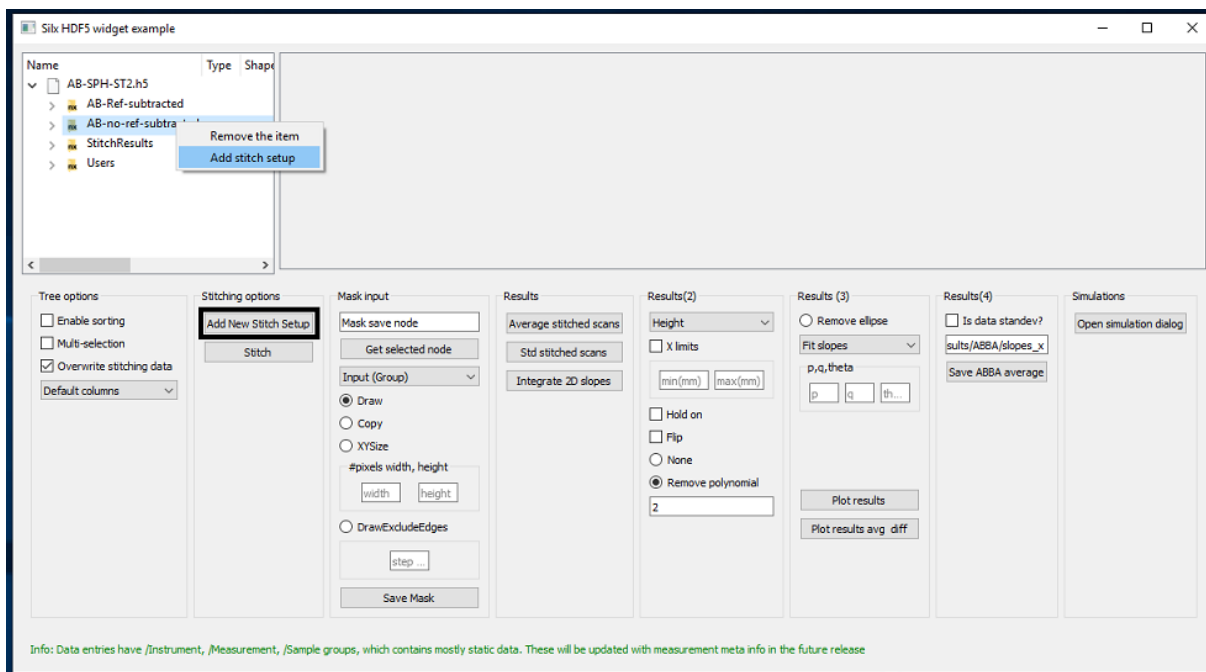 Silx HDF5 widget example
Name Type Shape
AB-SPH-ST2.h5
AB-Ref-subtracted
AB-no-ref-subtra
StitchResults
Users
Remove the item
Add stitch setup
Tree options
Enable sorting
Multi-selection
Overwrite stitching data
Default columns
Stitching options
Add New Stitch Setup
Stitch
Mask input
Mask save node
Get selected node
Input (Group)
Draw
Copy
XYSize
#pixels width, height
width height
DrawExcludeEdges
step ...
Save Mask
Results
Average stitched scans
Std stitched scans
Integrate 2D slopes
Results(2)
Height
X limits
min(mm) max(mm)
Hold on
Flip
None
Remove polynomial
2
Results (3)
Remove ellipse
Fit slopes
p,q,theta
p q th...
Plot results
Plot results avg diff
Results(4)
Is data standev?
sults/ABBA/slopes_x
Save ABBA average
Simulations
Open simulation dialog
Info: Data entries have /Instrument, /Measurement, /Sample groups, which contains mostly static data. These will be updated with measurement meta info in the future release